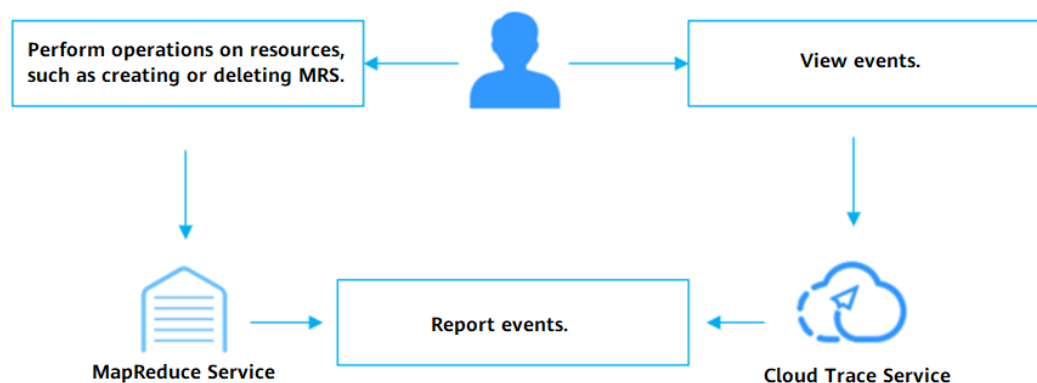 Perform operations on resources,
such as creating or deleting MRS.
View events.
Report events.
MapReduce Service
Cloud Trace Service